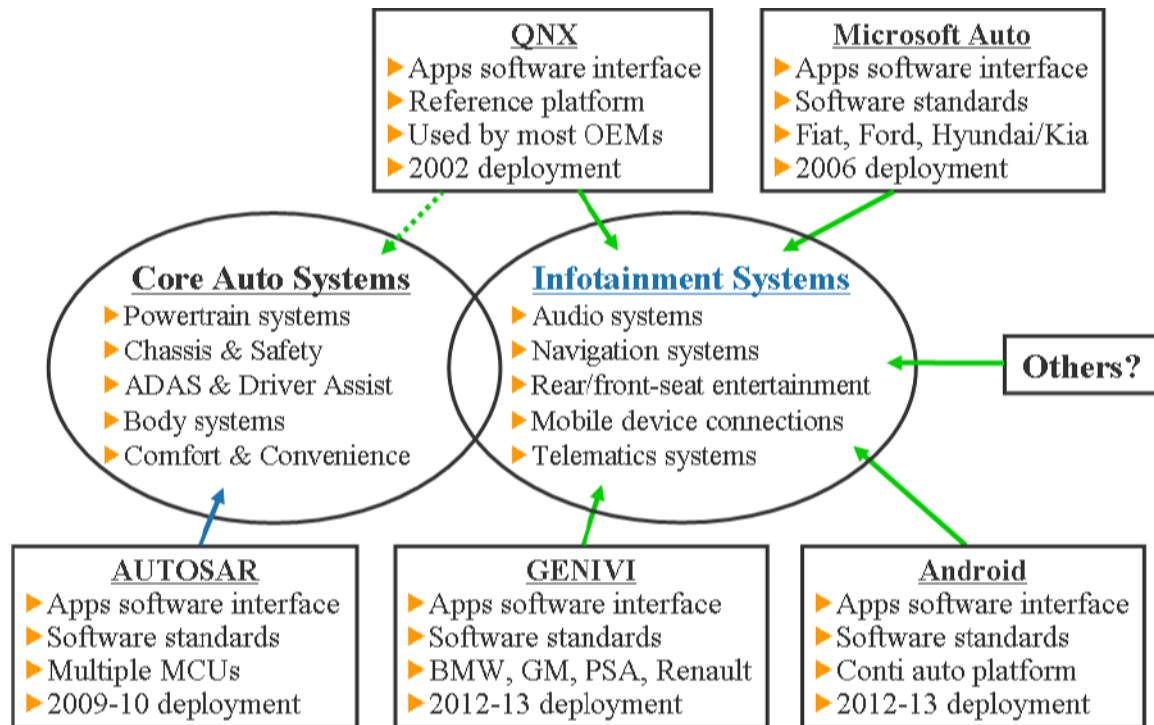 QNX
Apps software interface
Reference platform
Used by most OEMs
2002 deployment
Microsoft Auto
Apps software interface
Software standards
Fiat, Ford, Hyundai/Kia
2006 deployment
Core Auto Systems
Powertrain systems
Chassis & Safety
ADAS & Driver Assist
Body systems
Comfort & Convenience
Infotainment Systems
Audio systems
Navigation systems
Rear/front-seat entertainment
Mobile device connections
Telematics systems
Others?
AUTOSAR
Apps software interface
Software standards
Multiple MCUs
2009-10 deployment
GENIVI
Apps software interface
Software standards
BMW, GM, PSA, Renault
2012-13 deployment
Android
Apps software interface
Software standards
Conti auto platform
2012-13 deployment